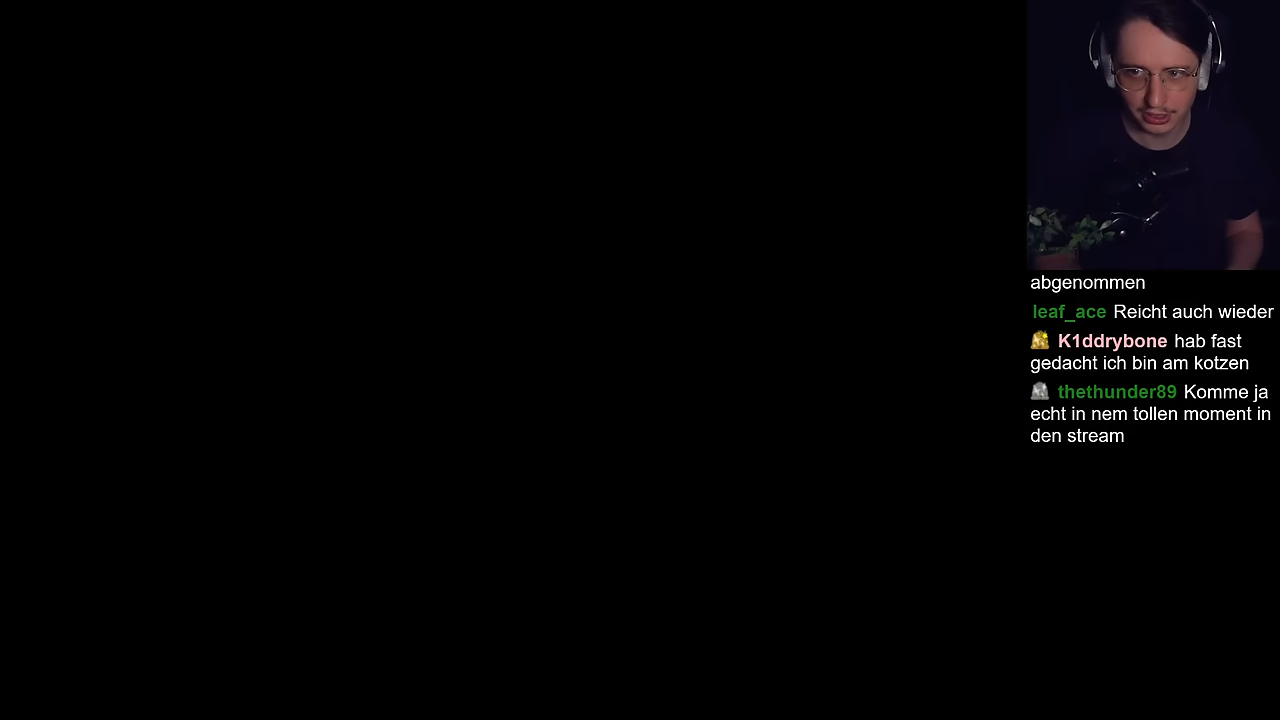 abgenommen
leaf_ace Reicht auch wieder
K1ddrybone hab fast
gedacht ich bin am kotzen
thethunder89 Komme ja
echt in nem tollen moment in
den stream